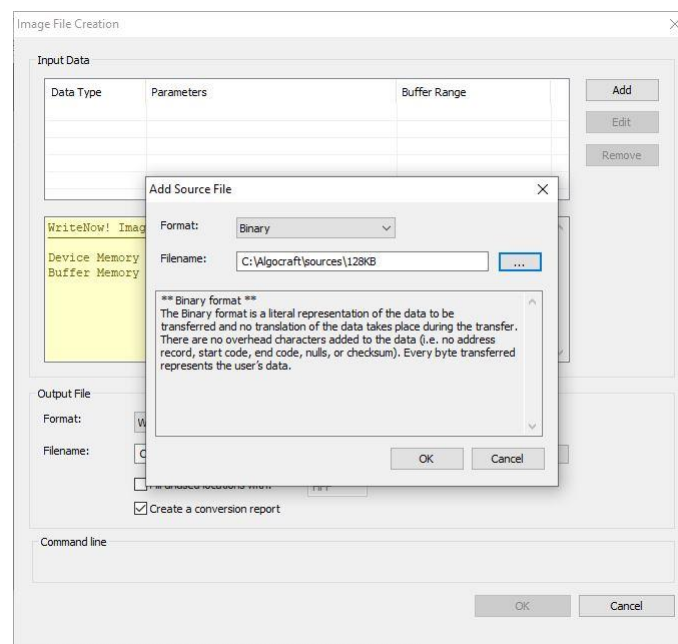 Image File Creation
Input Data
Data Type Parameters Buffer Range
Add
Edit
Remove
WriteNow! Imag
Device Memory
Buffer Memory
Add Source File
Format: Binary
Filename: C:\Algocraft\sources\128KB ...
** Binary format **
The Binary format is a literal representation of the data to be
transferred and no translation of the data takes place during the transfer.
There are no overhead characters added to the data (i.e. no address
record, start code, end code, nulls, or checksum). Every byte transferred
represents the user's data.
OK Cancel
Output File
Format: W
Filename: C
Create a conversion report
Command line
OK Cancel